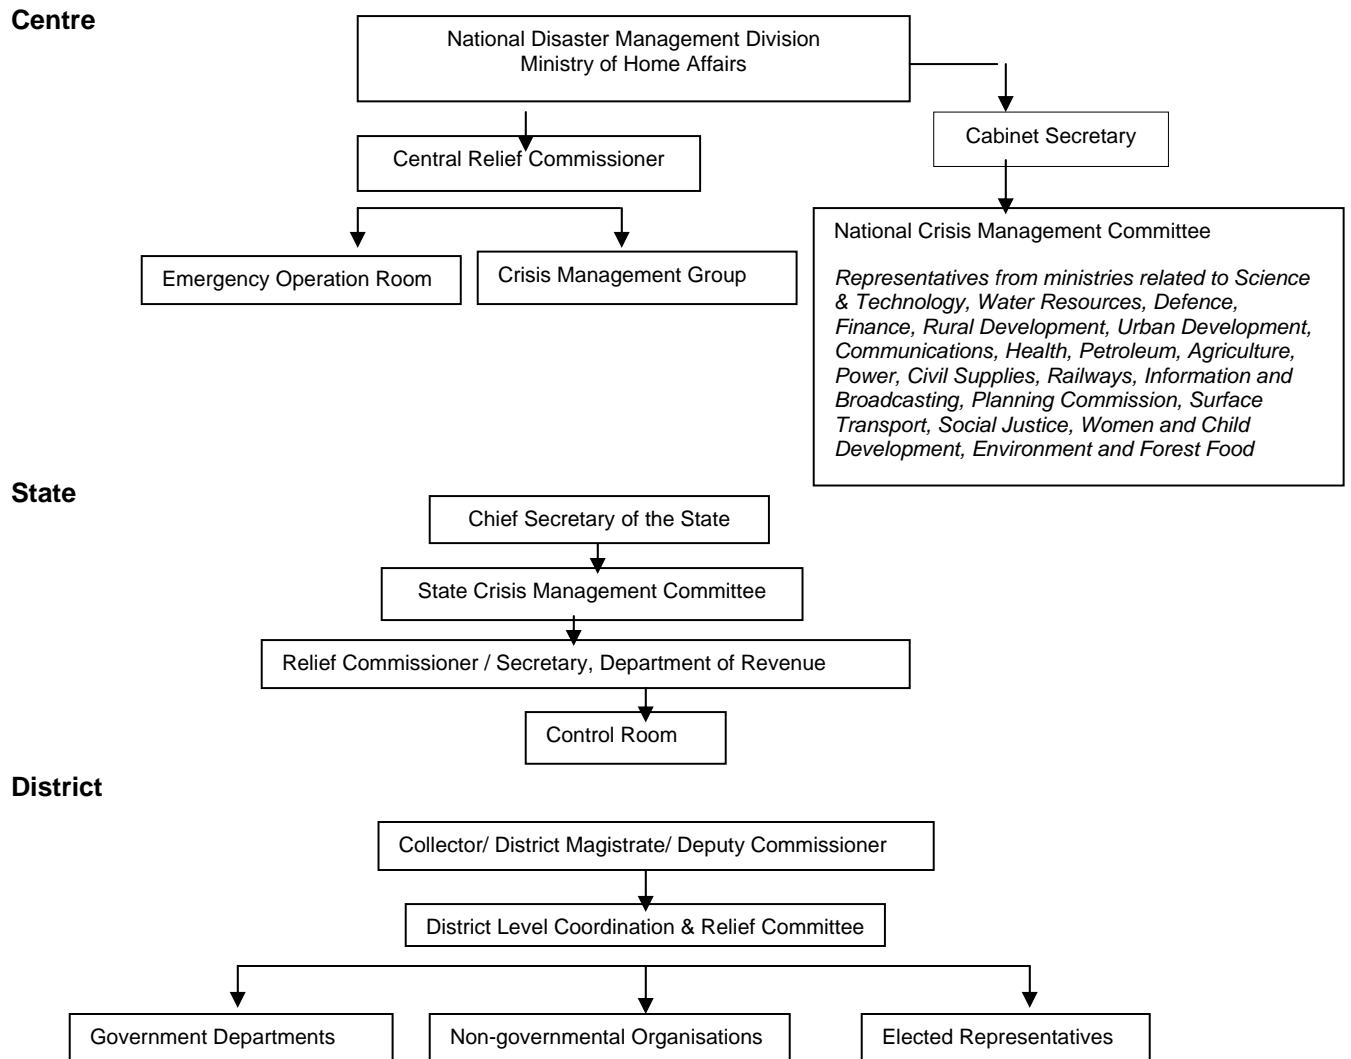 Centre
National Disaster Management Division
Ministry of Home Affairs
Cabinet Secretary
Central Relief Commissioner
National Crisis Management Committee
Representatives from ministries related to Science
& Technology, Water Resources, Defence,
Finance, Rural Development, Urban Development,
Communications, Health, Petroleum, Agriculture,
Power, Civil Supplies, Railways, Information and
Broadcasting, Planning Commission, Surface
Transport, Social Justice, Women and Child
Development, Environment and Forest Food
Emergency Operation Room
Crisis Management Group
State
Chief Secretary of the State
State Crisis Management Committee
Relief Commissioner / Secretary, Department of Revenue
Control Room
District
Collector/ District Magistrate/ Deputy Commissioner
District Level Coordination & Relief Committee
Government Departments
Non-governmental Organisations
Elected Representatives